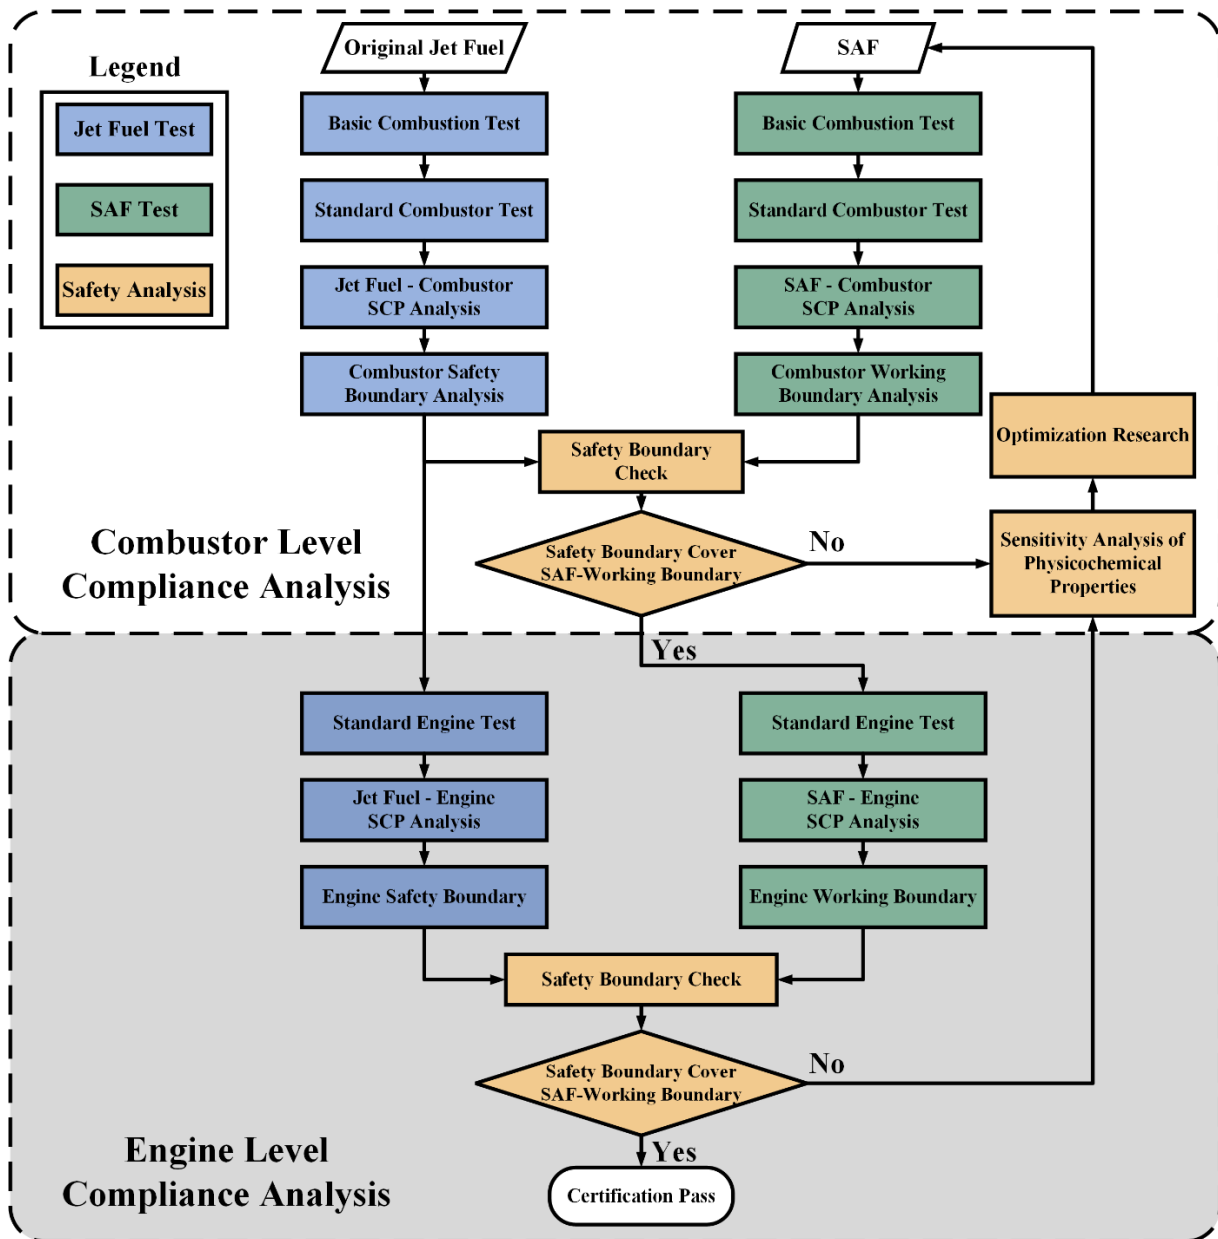 Original Jet Fuel
SAF
Legend
Jet Fuel Test
SAF Test
Safety Analysis
Basic Combustion Test
Basic Combustion Test
Standard Combustor Test
Standard Combustor Test
Jet Fuel - Combustor
SCP Analysis
SAF - Combustor
SCP Analysis
Combustor Safety
Boundary Analysis
Combustor Working
Boundary Analysis
Optimization Research
Safety Boundary
Check
Safety Boundary Cover
SAF-Working Boundary
No
Sensitivity Analysis of
Physicochemical
Properties
Combustor Level
Compliance Analysis
Yes
Standard Engine Test
Standard Engine Test
Jet Fuel - Engine
SCP Analysis
SAF - Engine
SCP Analysis
Engine Safety Boundary
Engine Working Boundary
Safety Boundary Check
Safety Boundary Cover
SAF-Working Boundary
No
Yes
Engine Level
Compliance Analysis
Certification Pass